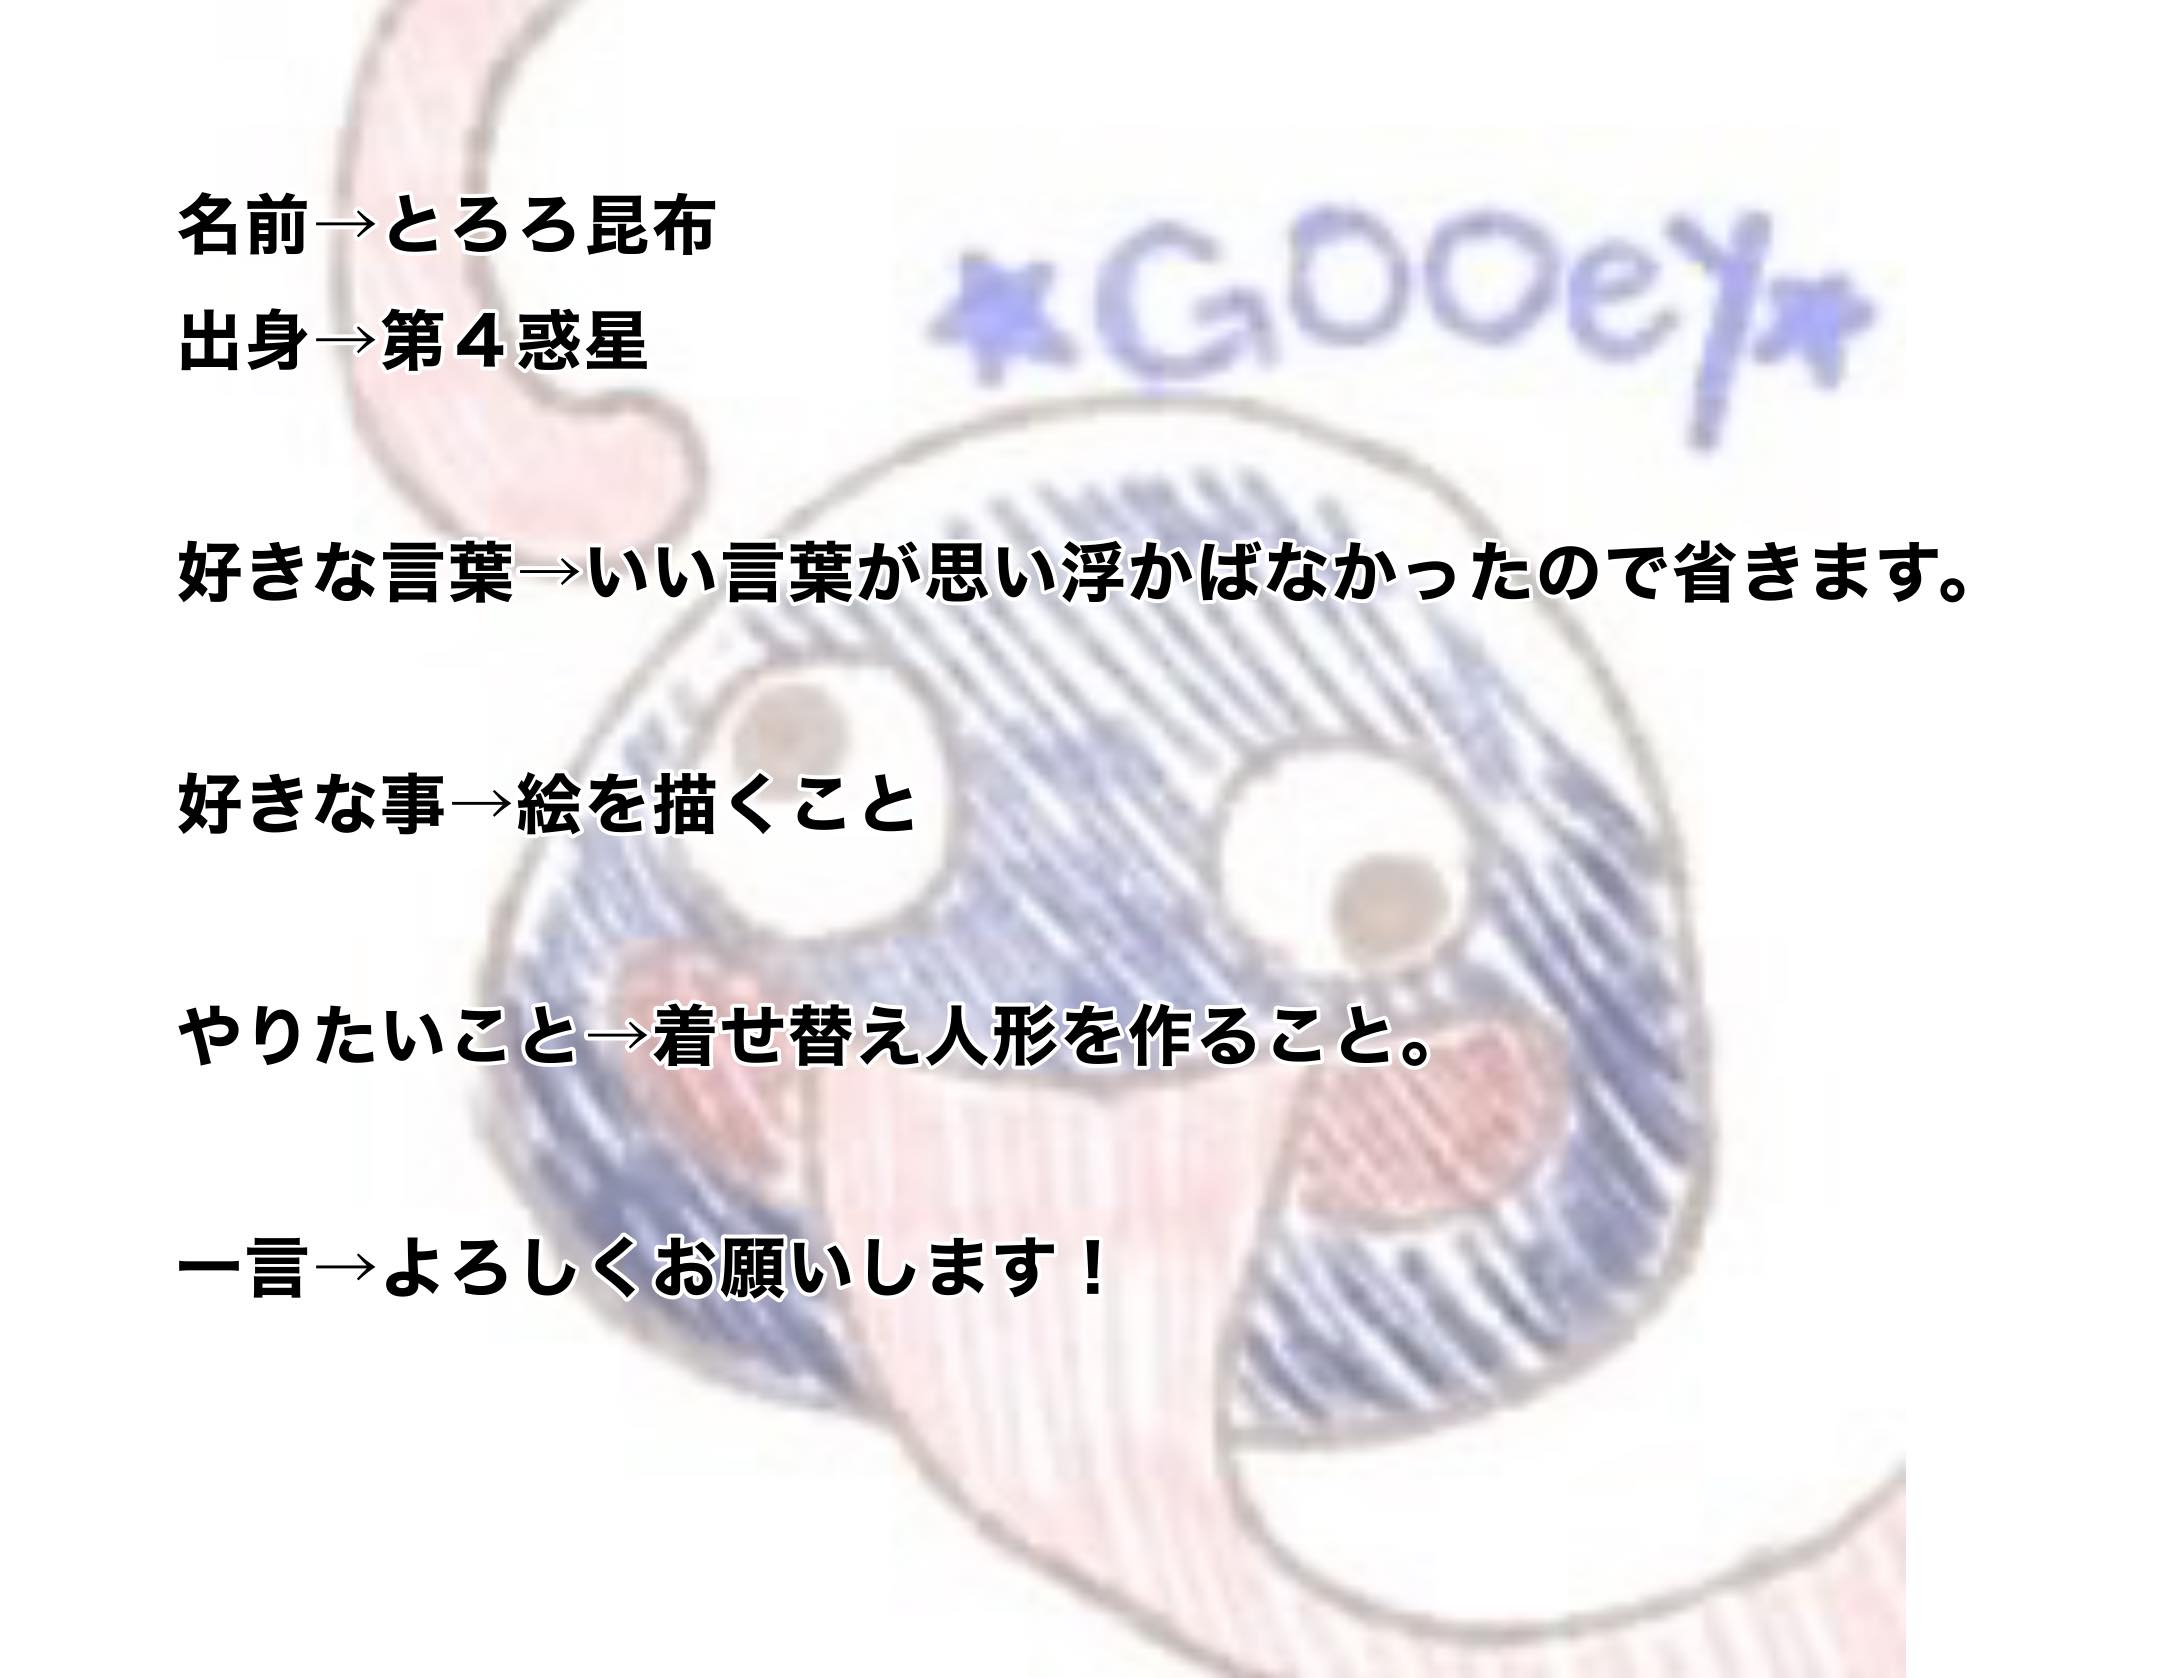 名前→とろろ昆布
★GOOey★
出身→第４惑星
好きな言葉→いい言葉が思い浮かばなかったので省きます。
好きな事→絵を描くこと
やりたいこと→着せ替え人形を作ること。
一言→よろしくお願いします！